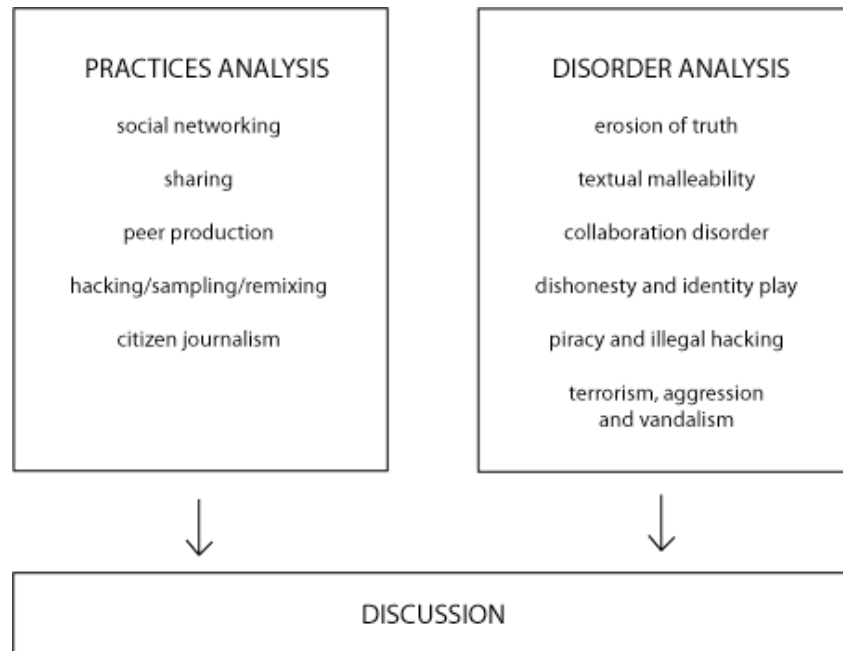 PRACTICES ANALYSIS
social networking
sharing
peer production
hacking/sampling/remixing
citizen journalism
DISORDER ANALYSIS
erosion of truth
textual malleability
collaboration disorder
dishonesty and identity play
piracy and illegal hacking
terrorism, aggression
and vandalism
DISCUSSION